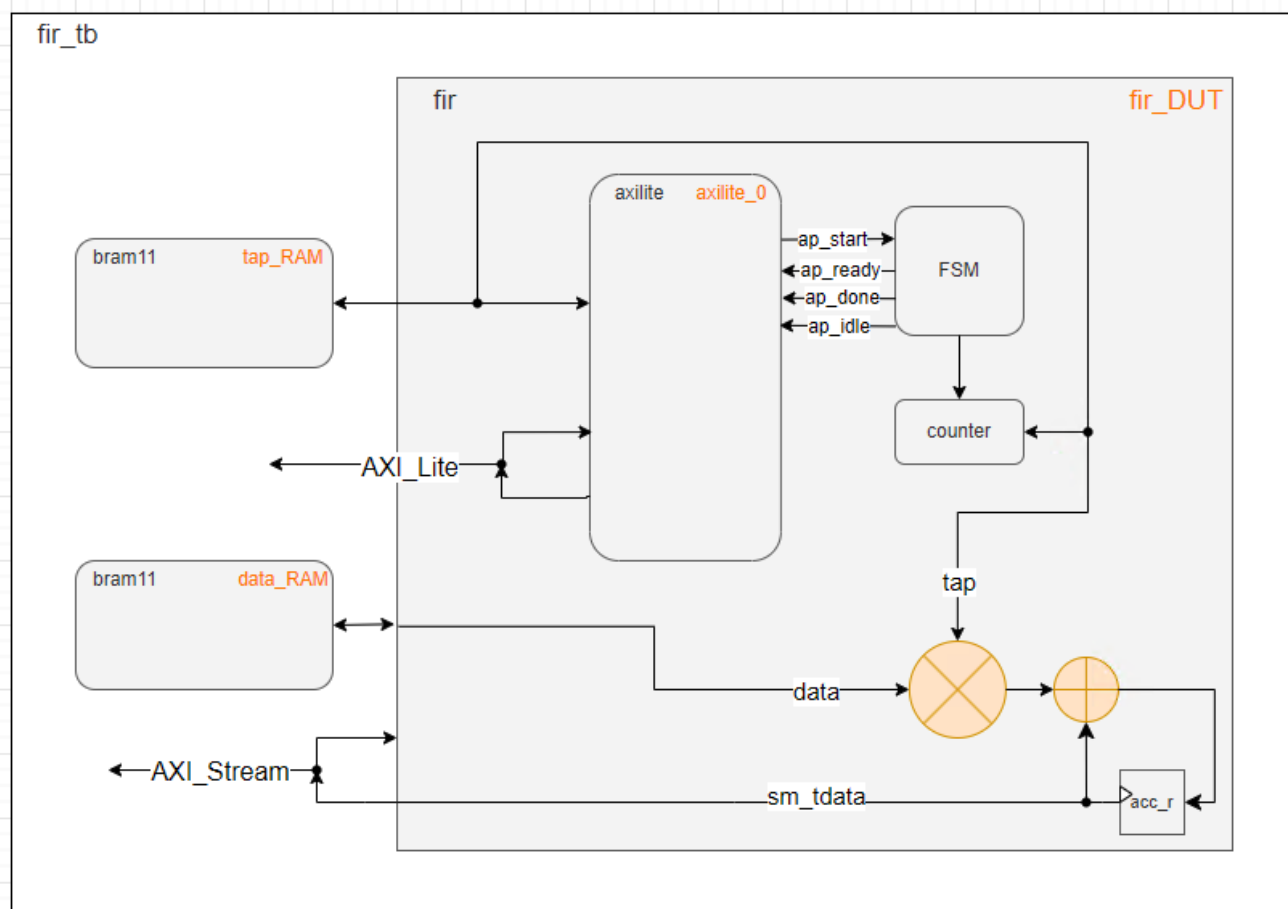 fir_tb
fir fir_DUT
axilite axilite_0
bram11 tap_RAM
ap_start
ap_ready
ap_done
ap_idle
FSM
counter
AXI_Lite
bram11 data_RAM
tap
data
AXI_Stream
sm_tdata
acc_r